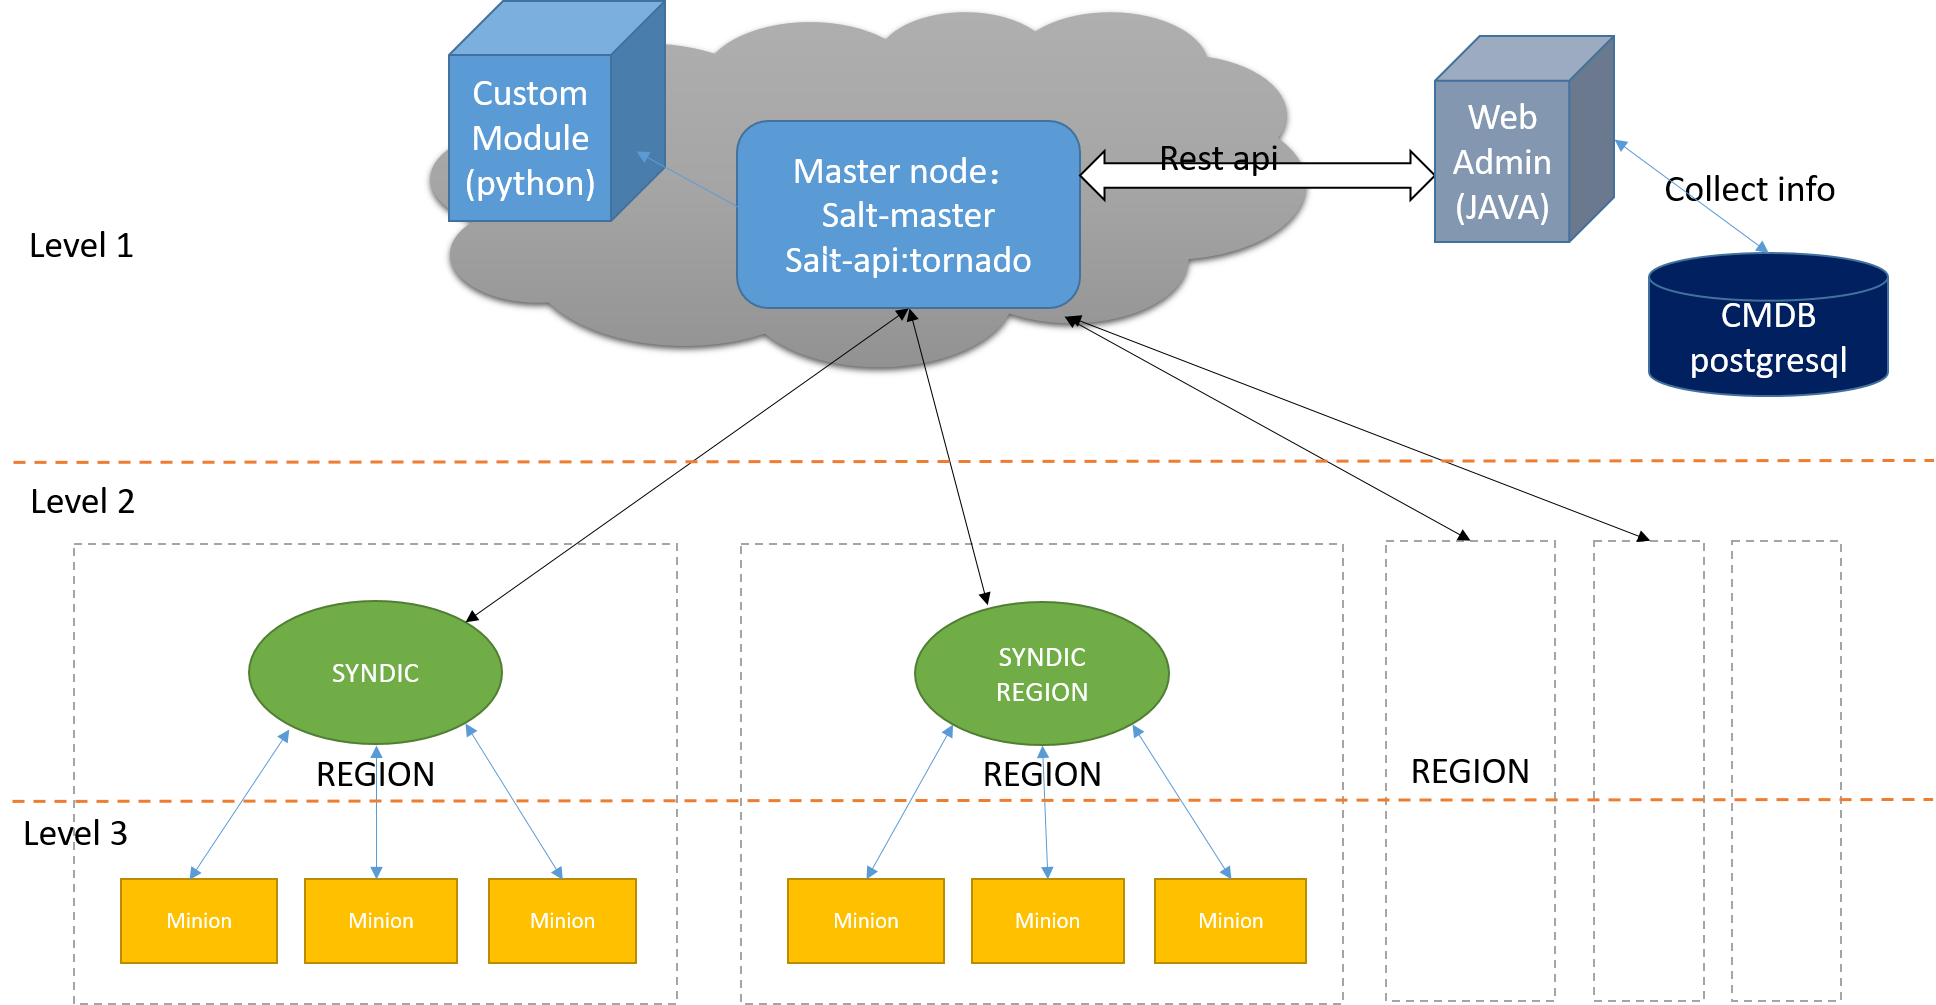 Custom
Module
(python)
Master node：
Salt-master
Salt-api:tornado
Rest api
Web
Admin
(JAVA)
Collect info
CMDB
postgresql
Level 1
Level 2
SYNDIC
REGION
SYNDIC
REGION
REGION
REGION
Level 3
Minion
Minion
Minion
Minion
Minion
Minion